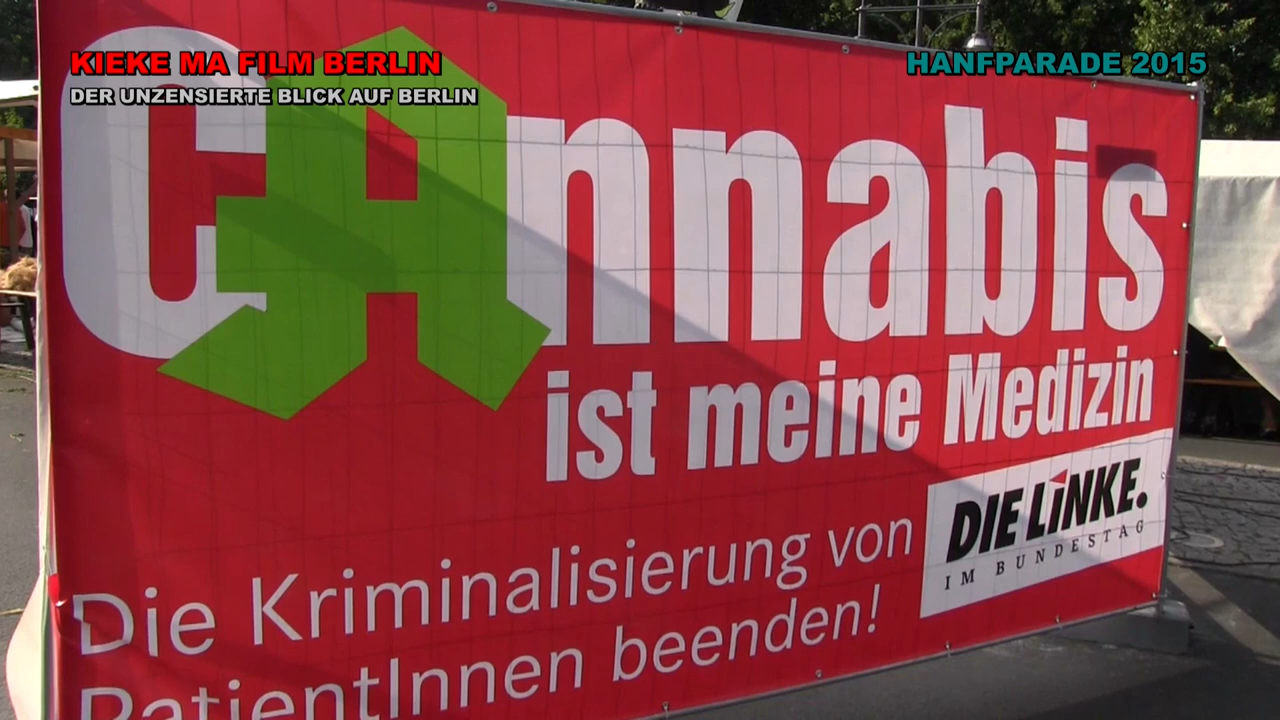 KIEKE MA FILM BERLIN
DER UNZENSIERTE BLICK AUF BERLIN
HANFPARADE 2015
Cannabis
ist meine Medizin
DIE LINKE.
IM BUNDESTAG
Die Kriminalisierung von
PatientInnen beenden!